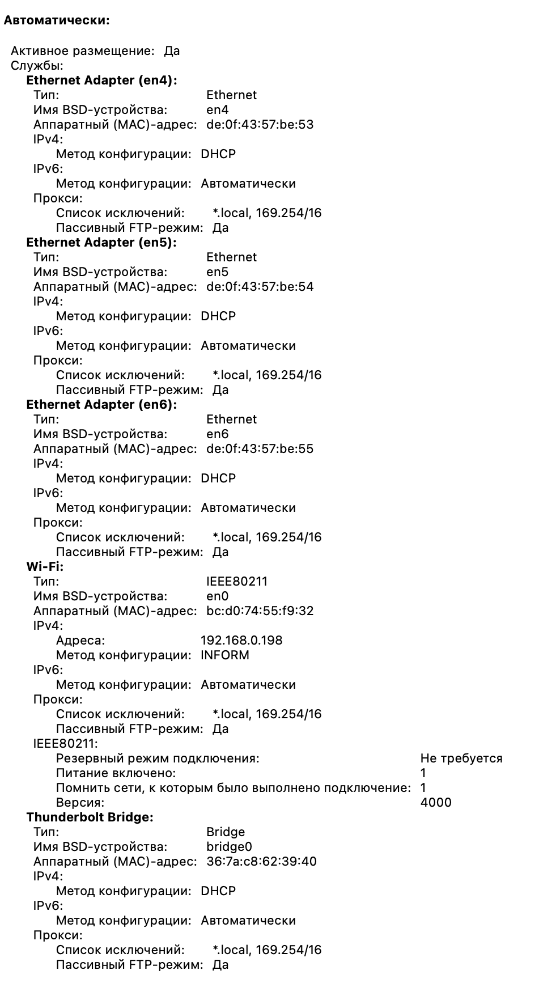 Автоматически:
Активное размещение: Да
Службы:
Ethernet Adapter (en4):
Тип: Ethernet
Имя BSD-устройства: en4
Аппаратный (MAC)-адрес: de:0f:43:57:be:53
IPv4:
Метод конфигурации: DHCP
IPv6:
Метод конфигурации: Автоматически
Прокси:
Список исключений: *.local, 169.254/16
Пассивный FTP-режим: Да
Ethernet Adapter (en5):
Тип: Ethernet
Имя BSD-устройства: en5
Аппаратный (MAC)-адрес: de:0f:43:57:be:54
IPv4:
Метод конфигурации: DHCP
IPv6:
Метод конфигурации: Автоматически
Прокси:
Список исключений: *.local, 169.254/16
Пассивный FTP-режим: Да
Ethernet Adapter (en6):
Тип: Ethernet
Имя BSD-устройства: en6
Аппаратный (MAC)-адрес: de:0f:43:57:be:55
IPv4:
Метод конфигурации: DHCP
IPv6:
Метод конфигурации: Автоматически
Прокси:
Список исключений: *.local, 169.254/16
Пассивный FTP-режим: Да
Wi-Fi:
Тип: IEEE80211
Имя BSD-устройства: en0
Аппаратный (MAC)-адрес: bc:d0:74:55:f9:32
IPv4:
Адреса: 192.168.0.198
Метод конфигурации: INFORM
IPv6:
Метод конфигурации: Автоматически
Прокси:
Список исключений: *.local, 169.254/16
Пассивный FTP-режим: Да
IEEE80211:
Резервный режим подключения: Не требуется
Питание включено: 1
Помнить сети, к которым было выполнено подключение: 1
Версия: 4000
Thunderbolt Bridge:
Тип: Bridge
Имя BSD-устройства: bridge0
Аппаратный (MAC)-адрес: 36:7a:c8:62:39:40
IPv4:
Метод конфигурации: DHCP
IPv6:
Метод конфигурации: Автоматически
Прокси:
Список исключений: *.local, 169.254/16
Пассивный FTP-режим: Да